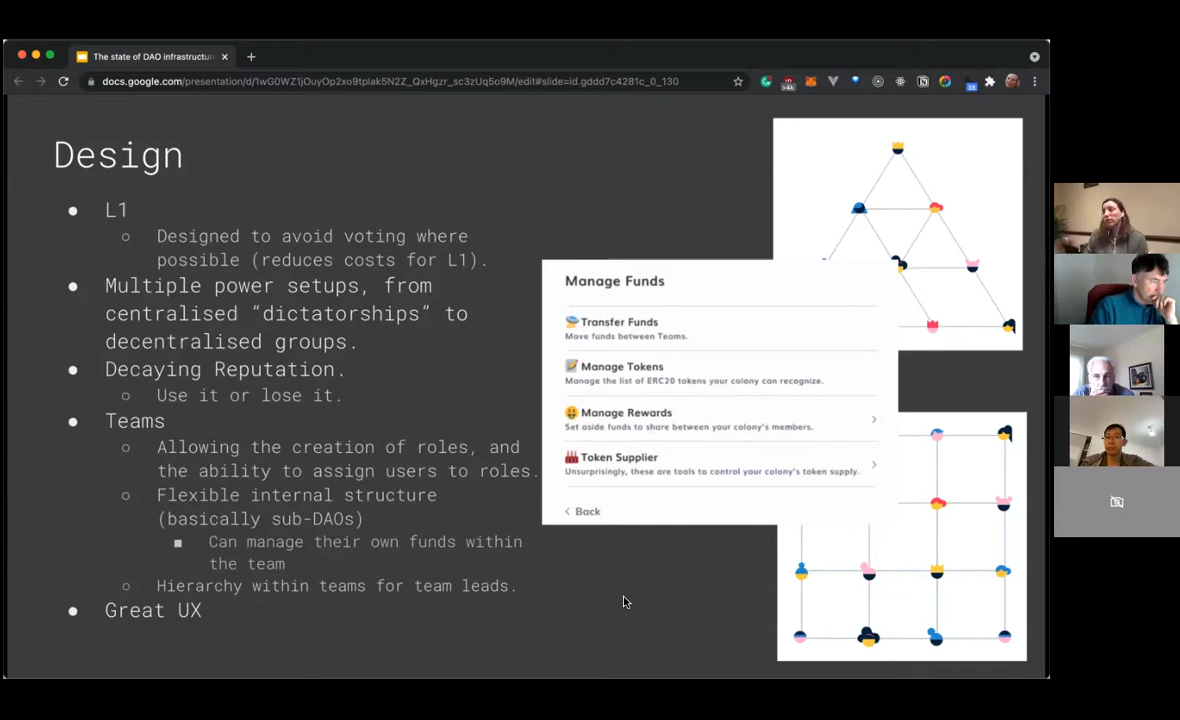 The state of DAO infrastructur
docs.google.com/presentation/d/1wG0WZ1jOuyOp2xo9tplak5N2Z_QxHgzr_sc3zUq5o9M/edit#slide=id.gddd7c4281c_0_130
>4k
38
Design
L1
Designed to avoid voting where
possible (reduces costs for L1).
Multiple power setups, from
centralised “dictatorships” to
decentralised groups.
Decaying Reputation.
Use it or lose it.
Teams
Allowing the creation of roles, and
the ability to assign users to roles.
Flexible internal structure
(basically sub-DAOs)
Can manage their own funds within
the team
Hierarchy within teams for team leads.
Great UX
Manage Funds
Transfer Funds
Move funds between Teams.
Manage Tokens
Manage the list of ERC20 tokens your colony can recognize.
Manage Rewards
Set aside funds to share between your colony's members.
Token Supplier
Unsurprisingly, these are tools to control your colony's token supply.
Back